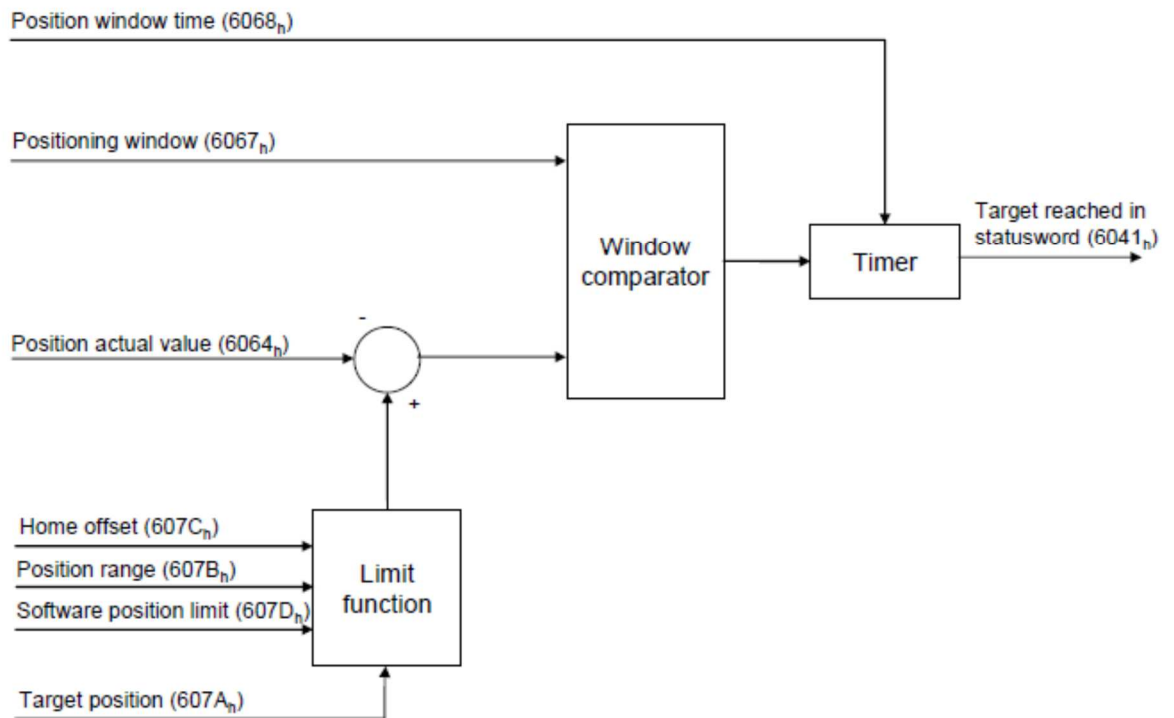 Position window time (6068h)
Positioning window (6067h)
Window
comparator
Target reached in
statusword (6041h)
Timer
-
Position actual value (6064h)
+
Home offset (607Ch)
Position range (607Bh)
Software position limit (607Dh)
Limit
function
Target position (607Ah)